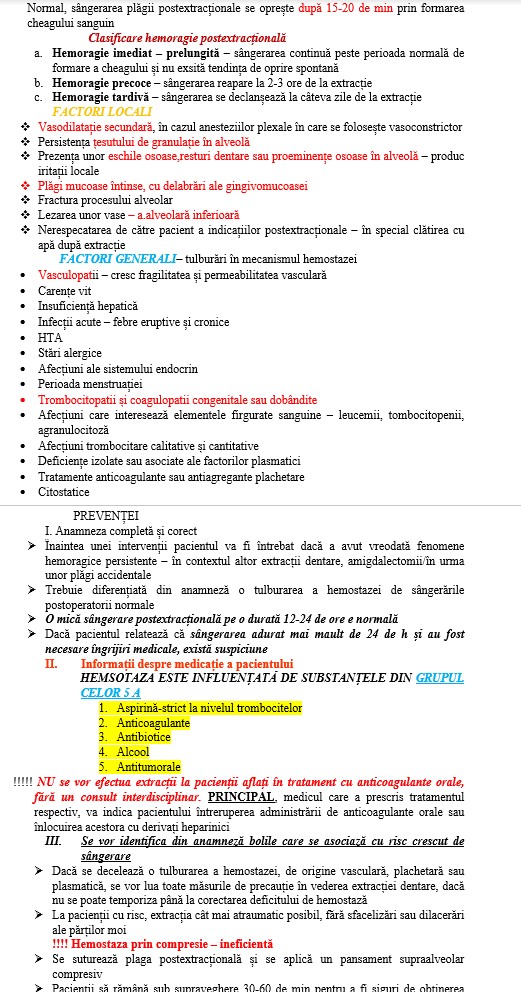 Normal, sângerarea plăgii postextracționale se oprește după 15-20 de min prin formarea
cheagului sanguin
Clasificare hemoragie postextracțională
a. Hemoragie imediat – prelungită – sângerarea continuă peste perioada normală de
formare a cheagului și nu exsită tendința de oprire spontană
b. Hemoragie precoce – sângerarea reapare la 2-3 ore de la extracție
c. Hemoragie tardivă – sângerarea se declanșează la câteva zile de la extracție
FACTORI LOCALI
❖ Vasodilatație secundară, în cazul anesteziilor plexale în care se folosește vasoconstrictor
❖ Persistența țesutului de granulație în alveolă
❖ Prezența unor eschile osoase,resturi dentare sau proeminențe osoase în alveolă – produc
iritații locale
❖ Plăgi mucoase întinse, cu delabrări ale gingivomucoasei
❖ Fractura procesului alveolar
❖ Lezarea unor vase – a.alveolară inferioară
❖ Nerespecatarea de către pacient a indicațiilor postextracționale – în special clătirea cu
apă după extracție
FACTORI GENERALI– tulburări în mecanismul hemostazei
• Vasculopatii – cresc fragilitatea și permeabilitatea vasculară
• Carențe vit
• Insuficiență hepatică
• Infecții acute – febre eruptive și cronice
• HTA
• Stări alergice
• Afecțiuni ale sistemului endocrin
• Perioada menstruației
• Trombocitopatii și coagulopatii congenitale sau dobândite
• Afecțiuni care interesează elementele firgurate sanguine – leucemii, tombocitopenii,
agranulocitoză
• Afecțiuni trombocitare calitative și cantitative
• Deficiențe izolate sau asociate ale factorilor plasmatici
• Tratamente anticoagulante sau antiagregante plachetare
• Citostatice
PREVENȚEI
I. Anamneza completă și corect
➢ Înaintea unei intervenții pacientul va fi întrebat dacă a avut vreodată fenomene
hemoragice persistente – în contextul altor extracții dentare, amigdalectomii/în urma
unor plăgi accidentale
➢ Trebuie diferențiată din anamneză o tulburarea a hemostazei de sângerările
postoperatorii normale
➢ O mică sângerare postextracțională pe o durată 12-24 de ore e normală
➢ Dacă pacientul relatează că sângerarea adurat mai mault de 24 de h și au fost
necesare îngrijiri medicale, există suspiciune
II. Informații despre medicație a pacientului
HEMSOTAZA ESTE INFLUENȚATĂ DE SUBSTANȚELE DIN GRUPUL
CELOR 5 A
1. Aspirină-strict la nivelul trombocitelor
2. Anticoagulante
3. Antibiotice
4. Alcool
5. Antitumorale
!!!!! NU se vor efectua extracții la pacienții aflați în tratament cu anticoagulante orale,
fără un consult interdisciplinar. PRINCIPAL, medicul care a prescris tratamentul
respectiv, va indica pacientului întreruperea administrării de anticoagulante orale sau
înlocuirea acestora cu derivați heparinici
III. Se vor identifica din anamneză bolile care se asociază cu risc crescut de
sângerare
➢ Dacă se decelează o tulburarea a hemostazei, de origine vasculară, plachetară sau
plasmatică, se vor lua toate măsurile de precauție în vederea extracției dentare, dacă
nu se poate temporiza până la corectarea deficitului de hemostază
➢ La pacienții cu risc, extracția cât mai atraumatic posibil, fără sfacelizări sau dilacerări
ale părților moi
!!!! Hemostaza prin compresie – ineficientă
➢ Se suturează plaga postextracțională și se aplică un pansament supraalveolar
compresiv
➢ Pacienții să rămână sub supraveghere 30-60 de min pentru a fi siguri de obținerea